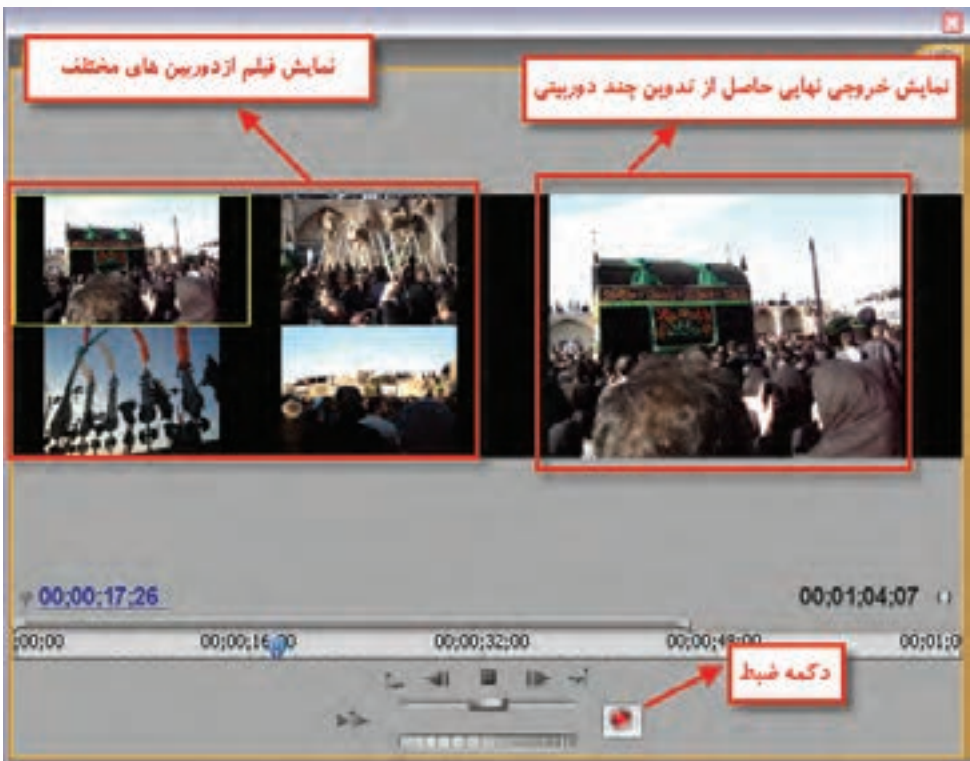 نمایش فیلم از دوربین های مختلف
نمایش خروجی نهایی حاصل از تدوین چند دوربینی
00;00;17;26
00;01;04;07
;00;00
00;00;16;00
00;00;32;00
00;00;48;00
00;01;0
دکمه ضبط